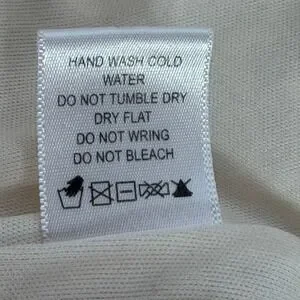 HAND WASH COLD
WATER
DO NOT TUMBLE DRY
DRY FLAT
DO NOT WRING
DO NOT BLEACH